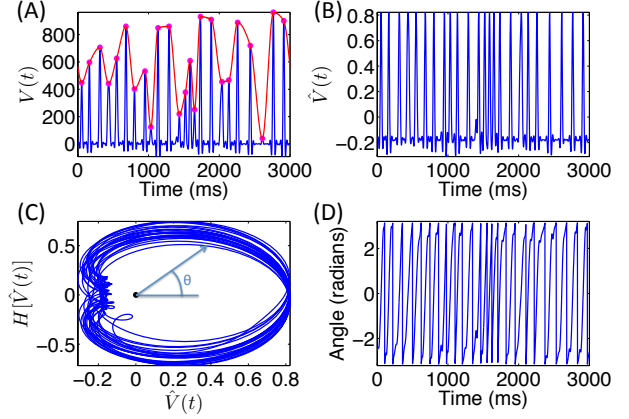 (A)
V(t)
800
600
400
200
0
0 1000 2000 3000
Time (ms)
(B)
V̂(t)
0.8
0.6
0.4
0.2
0
−0.2
0 1000 2000 3000
Time (ms)
(C)
H[V̂(t)]
0.5
0
−0.5
θ
−0.2 0 0.2 0.4 0.6 0.8
V̂(t)
(D)
Angle (radians)
2
0
−2
0 1000 2000 3000
Time (ms)